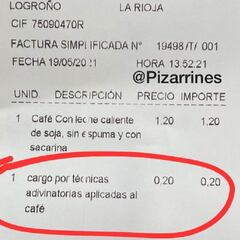 LOGROÑO LA RIOJA
CIF 75090470R
FACTURA SIMPLIFICADA Nº 19498/T/ 001
FECHA 19/05/2021 HORA 13:52:21
@Pizarrines
UNID. DESCRIPCIÓN PRECIO IMPORTE
1 Café Con leche caliente 1,20 1,20
de soja, sin espuma y con
sacarina
1 cargo por técnicas 0,20 0,20
adivinatorias aplicadas al
café